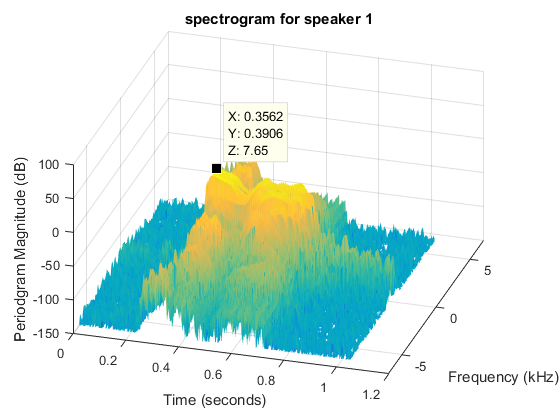 spectrogram for speaker 1
X: 0.3562
Y: 0.3906
Z: 7.65
Periodgram Magnitude (dB)
100
50
0
-50
-100
-150
0
0.2
0.4
0.6
0.8
1
1.2
Time (seconds)
5
0
-5
Frequency (kHz)